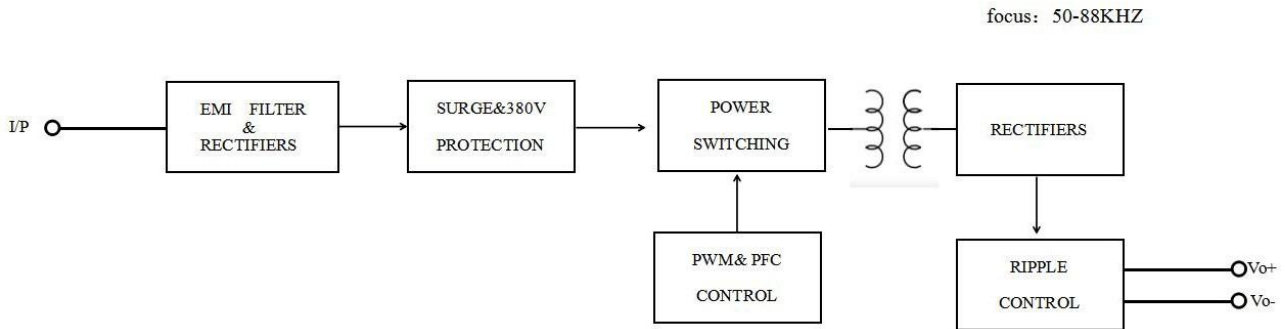 focus: 50-88KHZ
I/P
EMI FILTER
&
RECTIFIERS
SURGE&380V
PROTECTION
POWER
SWITCHING
RECTIFIERS
PWM& PFC
CONTROL
RIPPLE
CONTROL
Vo+
Vo-